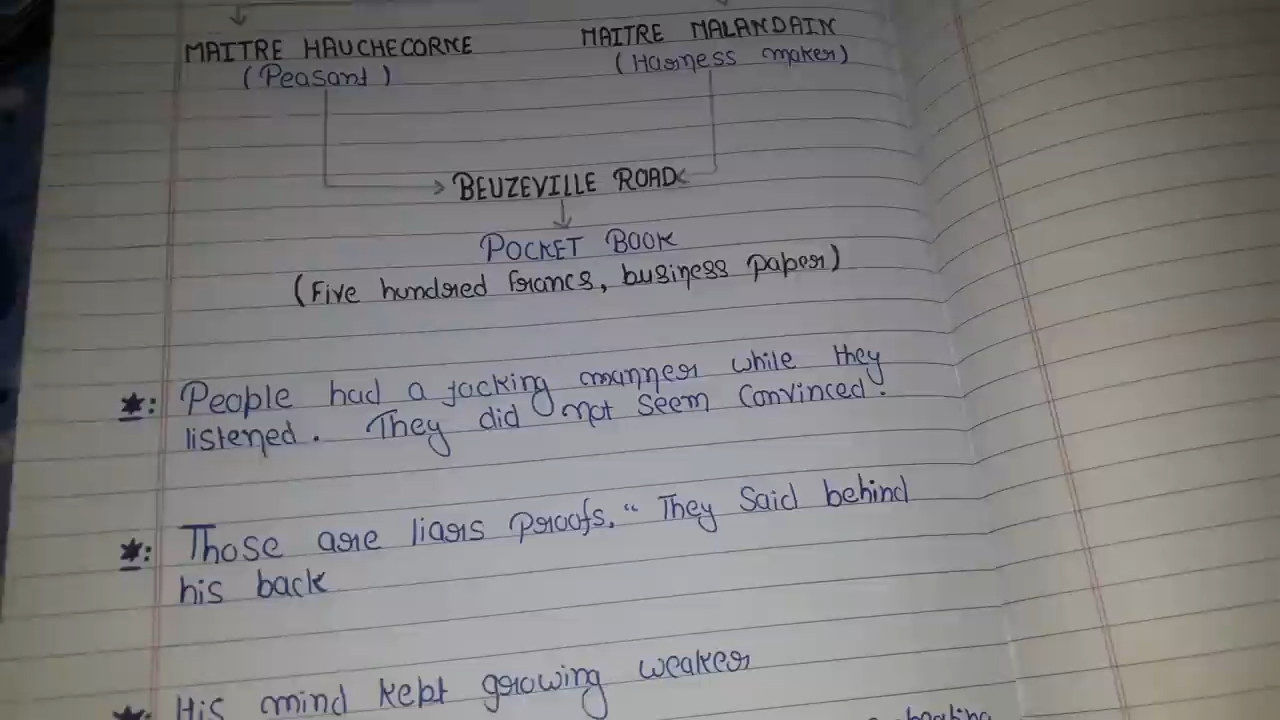 MAITRE HAUCHECORNE MAITRE MALANDAIN
(Peasant) (Harness maker)
BEUZEVILLE ROAD
POCKET BOOK
(Five hundred francs, business paper)
*: People had a jocking manner while they
listened. They did not seem convinced.
*: Those are liars proofs," They said behind
his back
*: His mind kept growing weaker